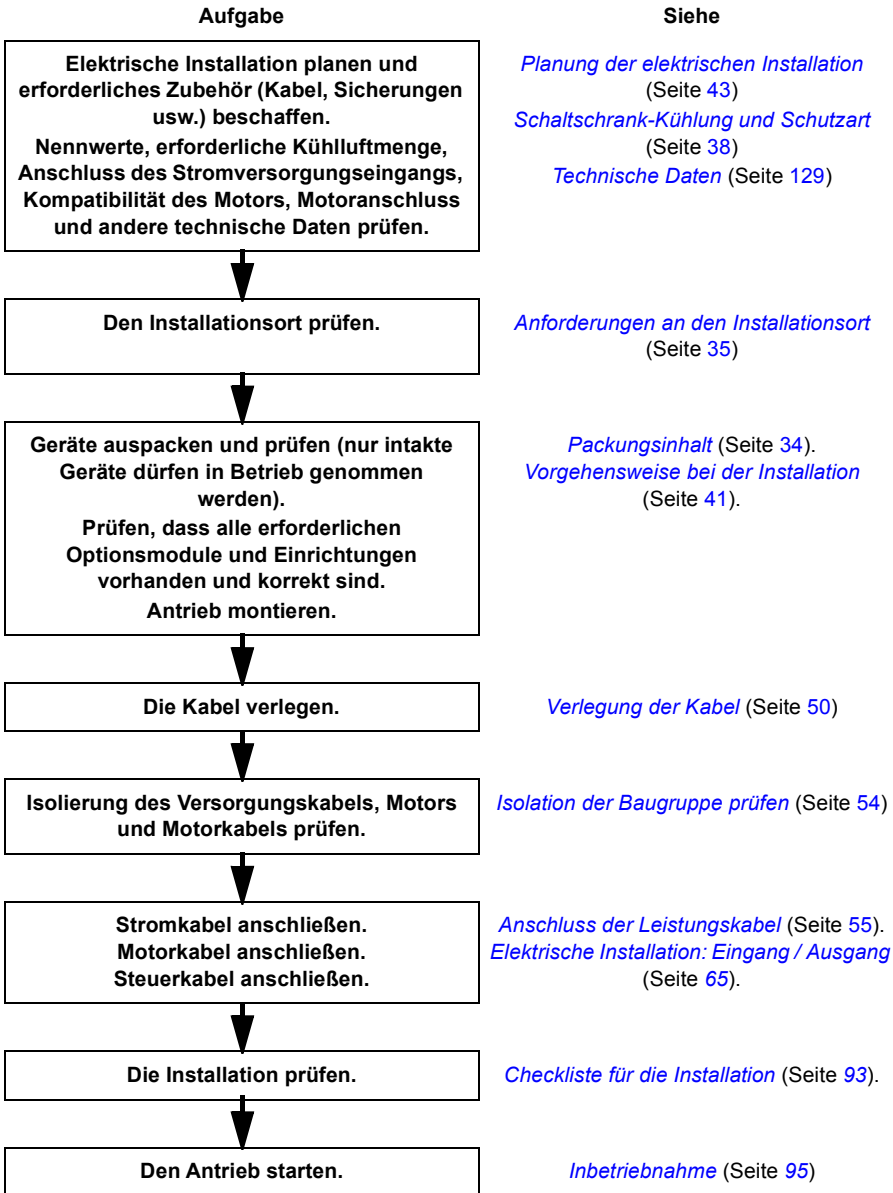 Aufgabe
Siehe
Elektrische Installation planen und
erforderliches Zubehör (Kabel, Sicherungen
usw.) beschaffen.
Nennwerte, erforderliche Kühlluftmenge,
Anschluss des Stromversorgungseingangs,
Kompatibilität des Motors, Motoranschluss
und andere technische Daten prüfen.
Planung der elektrischen Installation
(Seite 43)
Schaltschrank-Kühlung und Schutzart
(Seite 38)
Technische Daten (Seite 129)
Den Installationsort prüfen.
Anforderungen an den Installationsort
(Seite 35)
Geräte auspacken und prüfen (nur intakte
Geräte dürfen in Betrieb genommen
werden).
Prüfen, dass alle erforderlichen
Optionsmodule und Einrichtungen
vorhanden und korrekt sind.
Antrieb montieren.
Packungsinhalt (Seite 34).
Vorgehensweise bei der Installation
(Seite 41).
Die Kabel verlegen.
Verlegung der Kabel (Seite 50)
Isolierung des Versorgungskabels, Motors
und Motorkabels prüfen.
Isolation der Baugruppe prüfen (Seite 54)
Stromkabel anschließen.
Motorkabel anschließen.
Steuerkabel anschließen.
Anschluss der Leistungskabel (Seite 55).
Elektrische Installation: Eingang / Ausgang
(Seite 65).
Die Installation prüfen.
Checkliste für die Installation (Seite 93).
Den Antrieb starten.
Inbetriebnahme (Seite 95)